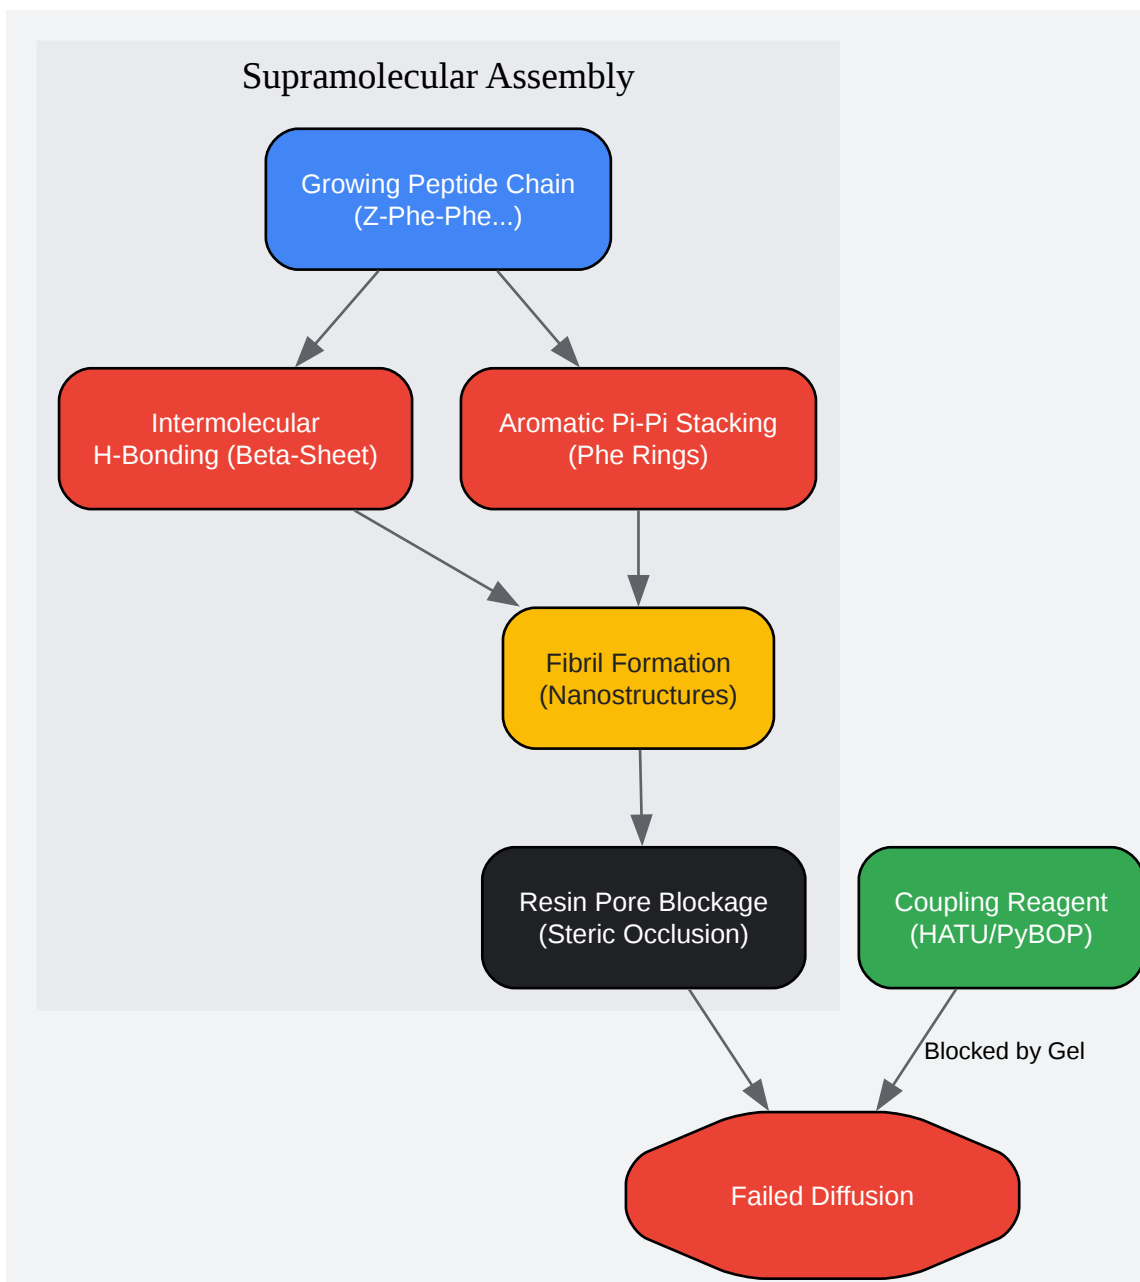 Supramolecular Assembly
Growing Peptide Chain
(Z-Phe-Phe...)
Intermolecular
H-Bonding (Beta-Sheet)
Aromatic Pi-Pi Stacking
(Phe Rings)
Fibril Formation
(Nanostructures)
Resin Pore Blockage
(Steric Occlusion)
Coupling Reagent
(HATU/PyBOP)
Blocked by Gel
Failed Diffusion